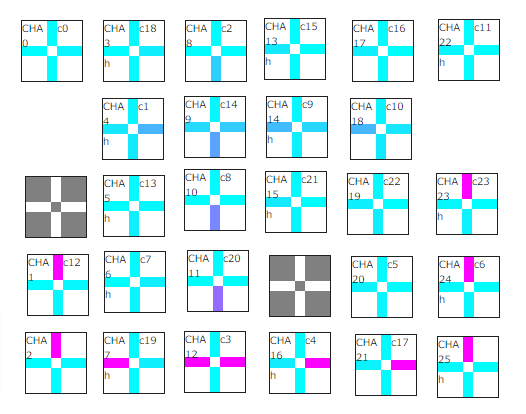 CHA c0
0
CHA c18
3
h
CHA c2
8
CHA c15
13
h
CHA c16
17
h
CHA c11
22
h
CHA c1
4
h
CHA c14
9
CHA c9
14
h
CHA c10
18
h
CHA c13
5
h
CHA c8
10
CHA c21
15
h
CHA c22
19
h
CHA c23
23
h
CHA c12
1
CHA c7
6
h
CHA c20
11
CHA c5
20
h
CHA c6
24
h
CHA
2
CHA c19
7
h
CHA c3
12
h
CHA c4
16
h
CHA c17
21
h
CHA
25
h